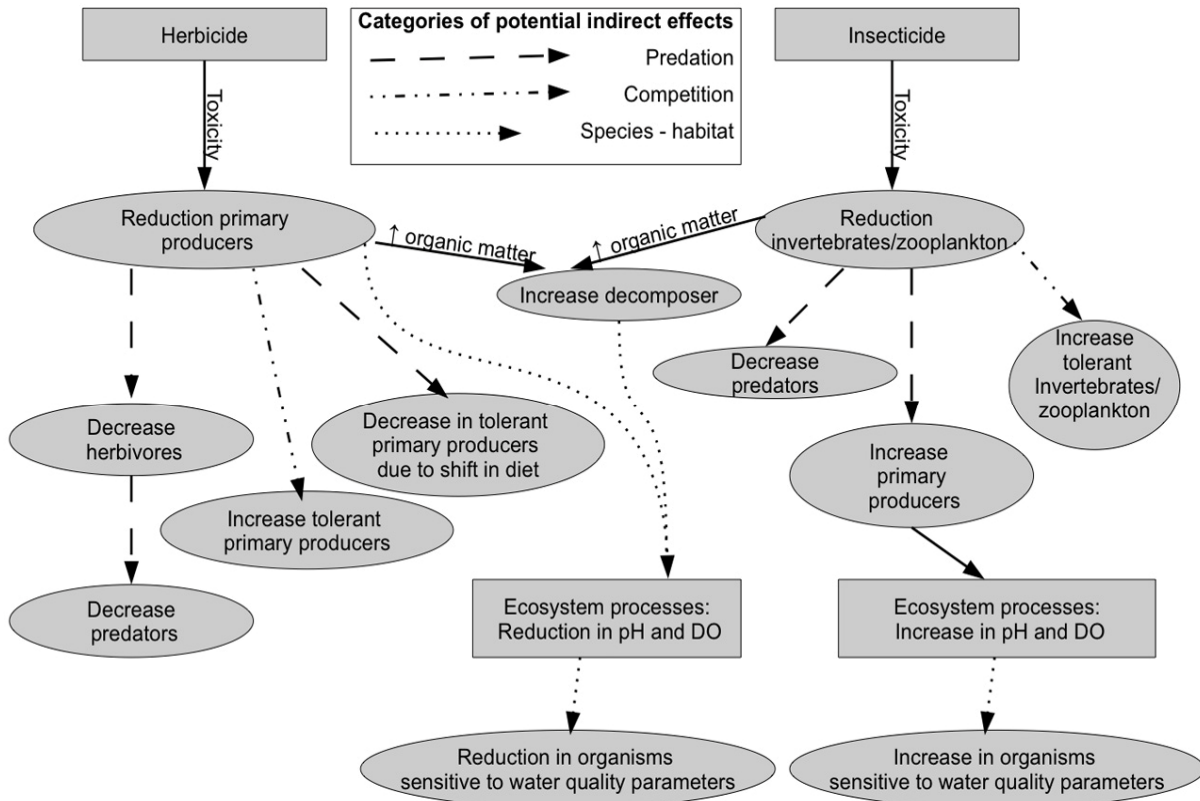 Herbicide
Categories of potential indirect effects
Predation
Competition
Species - habitat
Insecticide
Toxicity
Toxicity
Reduction primary
producers
↑ organic matter
↑ organic matter
Reduction
invertebrates/zooplankton
Increase decomposer
Decrease
predators
Increase
tolerant
Invertebrates/
zooplankton
Decrease
herbivores
Decrease in tolerant
primary producers
due to shift in diet
Increase
primary
producers
Increase tolerant
primary producers
Decrease
predators
Ecosystem processes:
Reduction in pH and DO
Ecosystem processes:
Increase in pH and DO
Reduction in organisms
sensitive to water quality parameters
Increase in organisms
sensitive to water quality parameters